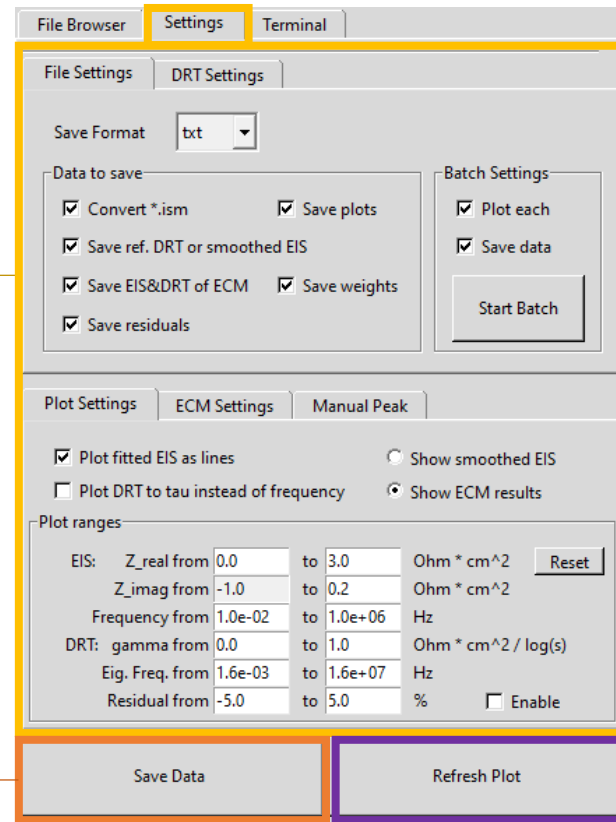 File Browser Settings Terminal
File Settings DRT Settings
Save Format txt
Data to save Batch Settings
Convert *.ism Save plots Plot each
Save ref. DRT or smoothed EIS Save data
Save EIS&DRT of ECM Save weights
Start Batch
Save residuals
Plot Settings ECM Settings Manual Peak
Plot fitted EIS as lines Show smoothed EIS
Plot DRT to tau instead of frequency Show ECM results
Plot ranges
EIS: Z_real from 0.0 to 3.0 Ohm * cm^2 Reset
Z_imag from -1.0 to 0.2 Ohm * cm^2
Frequency from 1.0e-02 to 1.0e+06 Hz
DRT: gamma from 0.0 to 1.0 Ohm * cm^2 / log(s)
Eig. Freq. from 1.6e-03 to 1.6e+07 Hz
Residual from -5.0 to 5.0 % Enable
Save Data Refresh Plot